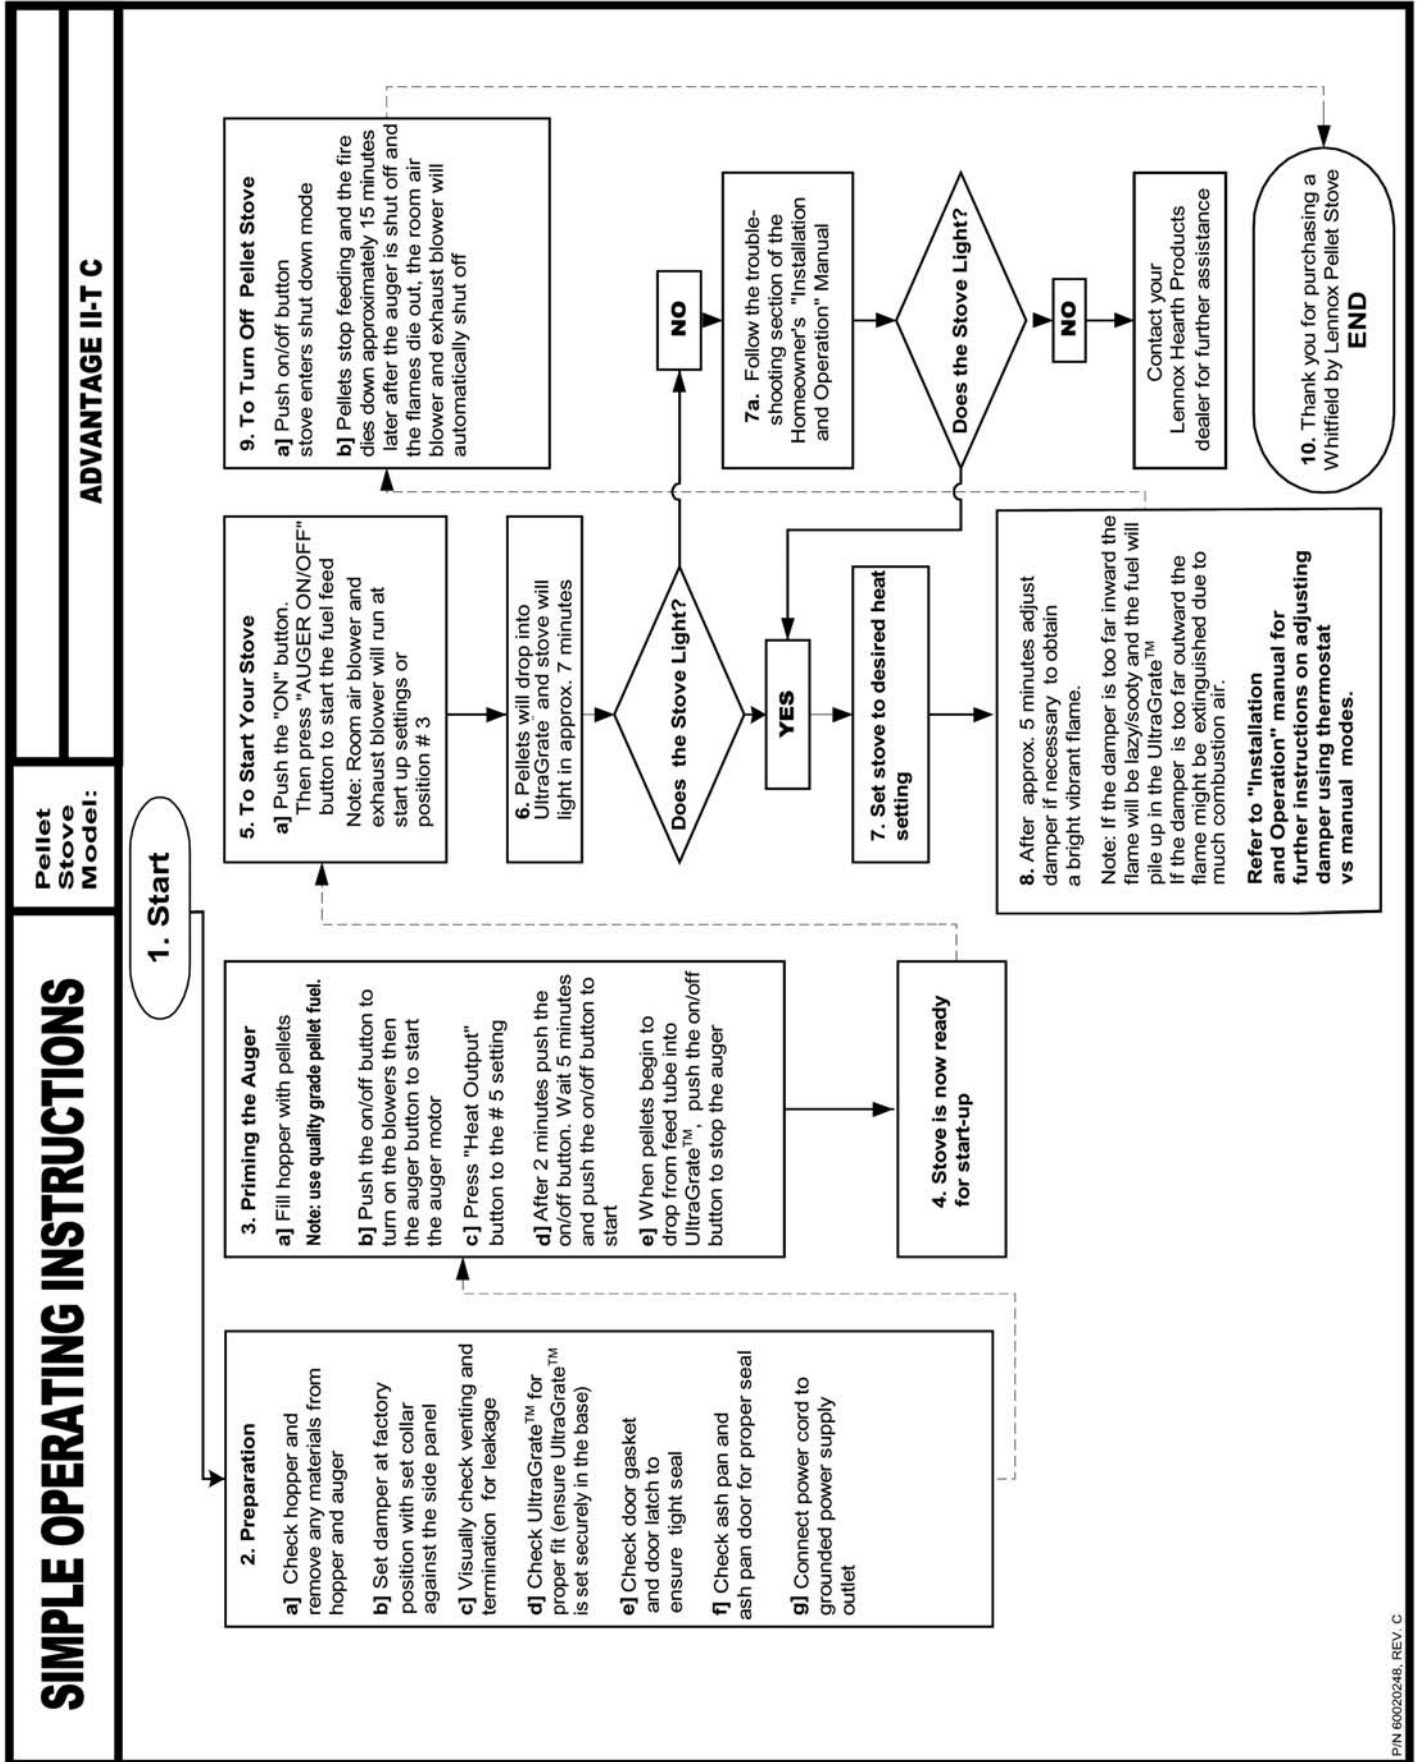 SIMPLE OPERATING INSTRUCTIONS
Pellet
Stove
Model:
ADVANTAGE II-T C
1. Start
2. Preparation
a] Check hopper and
remove any materials from
hopper and auger
b] Set damper at factory
position with set collar
against the side panel
c] Visually check venting and
termination for leakage
d] Check UltraGrate™ for
proper fit (ensure UltraGrate™
is set securely in the base)
e] Check door gasket
and door latch to
ensure tight seal
f] Check ash pan and
ash pan door for proper seal
g] Connect power cord to
grounded power supply
outlet
3. Priming the Auger
a] Fill hopper with pellets
Note: use quality grade pellet fuel.
b] Push the on/off button to
turn on the blowers then
the auger button to start
the auger motor
c] Press "Heat Output"
button to the # 5 setting
d] After 2 minutes push the
on/off button. Wait 5 minutes
and push the on/off button to
start
e] When pellets begin to
drop from feed tube into
UltraGrate™, push the on/off
button to stop the auger
4. Stove is now ready
for start-up
5. To Start Your Stove
a] Push the "ON" button.
Then press "AUGER ON/OFF"
button to start the fuel feed
Note: Room air blower and
exhaust blower will run at
start up settings or
position # 3
6. Pellets will drop into
UltraGrate™ and stove will
light in approx. 7 minutes
Does the Stove Light?
YES
7. Set stove to desired heat
setting
8. After approx. 5 minutes adjust
damper if necessary to obtain
a bright vibrant flame.
Note: If the damper is too far inward the
flame will be lazy/sooty and the fuel will
pile up in the UltraGrate™
If the damper is too far outward the
flame might be extinguished due to
much combustion air.
Refer to "Installation
and Operation" manual for
further instructions on adjusting
damper using thermostat
vs manual modes.
9. To Turn Off Pellet Stove
a] Push on/off button
stove enters shut down mode
b] Pellets stop feeding and the fire
dies down approximately 15 minutes
later after the auger is shut off and
the flames die out, the room air
blower and exhaust blower will
automatically shut off
NO
7a. Follow the trouble-
shooting section of the
Homeowner's "Installation
and Operation" Manual
Does the Stove Light?
NO
Contact your
Lennox Hearth Products
dealer for further assistance
10. Thank you for purchasing a
Whitfield by Lennox Pellet Stove
END
P/N 60020248, REV. C